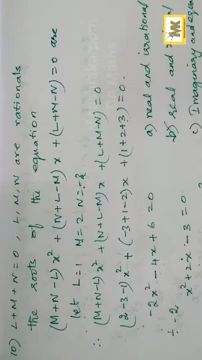 10) L+M+N=0, L, M, N are rationals
the roots of the equation
(M+N-L)x² + (N+L-M)x + (L+M-N)=0 are
let L=1 M=2 N=-3
∴ (M+N-L)x² + (N+L-M)x + (L+M-N)=0
(2-3-1)x² + (-3+1-2)x + (1+2+3)=0.
-2x² -4x +6=0
÷ -2
x² +2x -3=0
a) real and irrational
b) real and
c) Imaginary and equal
MK